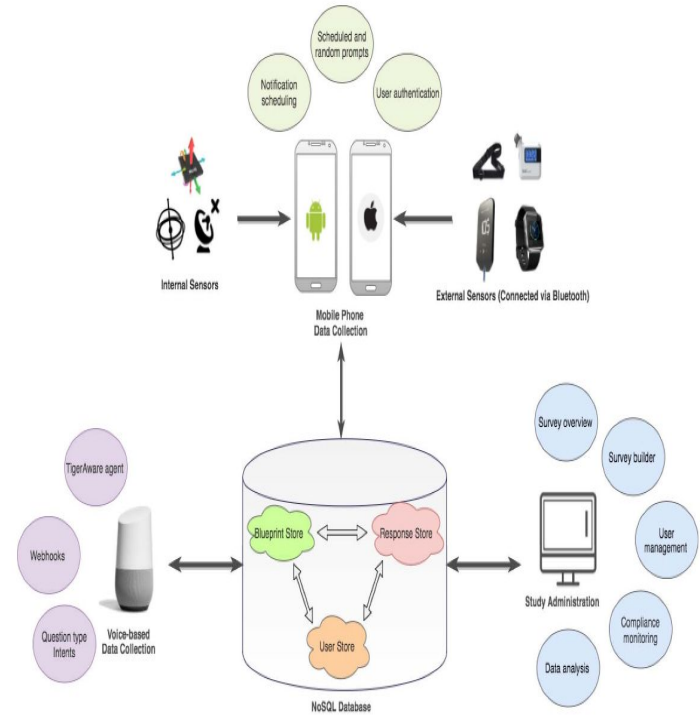 Scheduled and
random prompts
Notification
scheduling
User authentication
Internal Sensors
External Sensors (Connected via Bluetooth)
Mobile Phone
Data Collection
TigerAware agent
Webhooks
Question type
Intents
Voice-based
Data Collection
Blueprint Store
Response Store
User Store
NoSQL Database
Survey overview
Survey builder
User
management
Study Administration
Compliance
monitoring
Data analysis